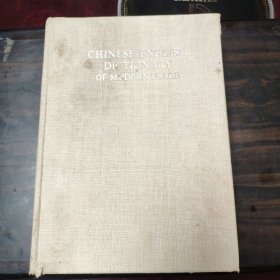 CHINESE-ENGLISH
DICTIONARY
OF MODERN USAGE